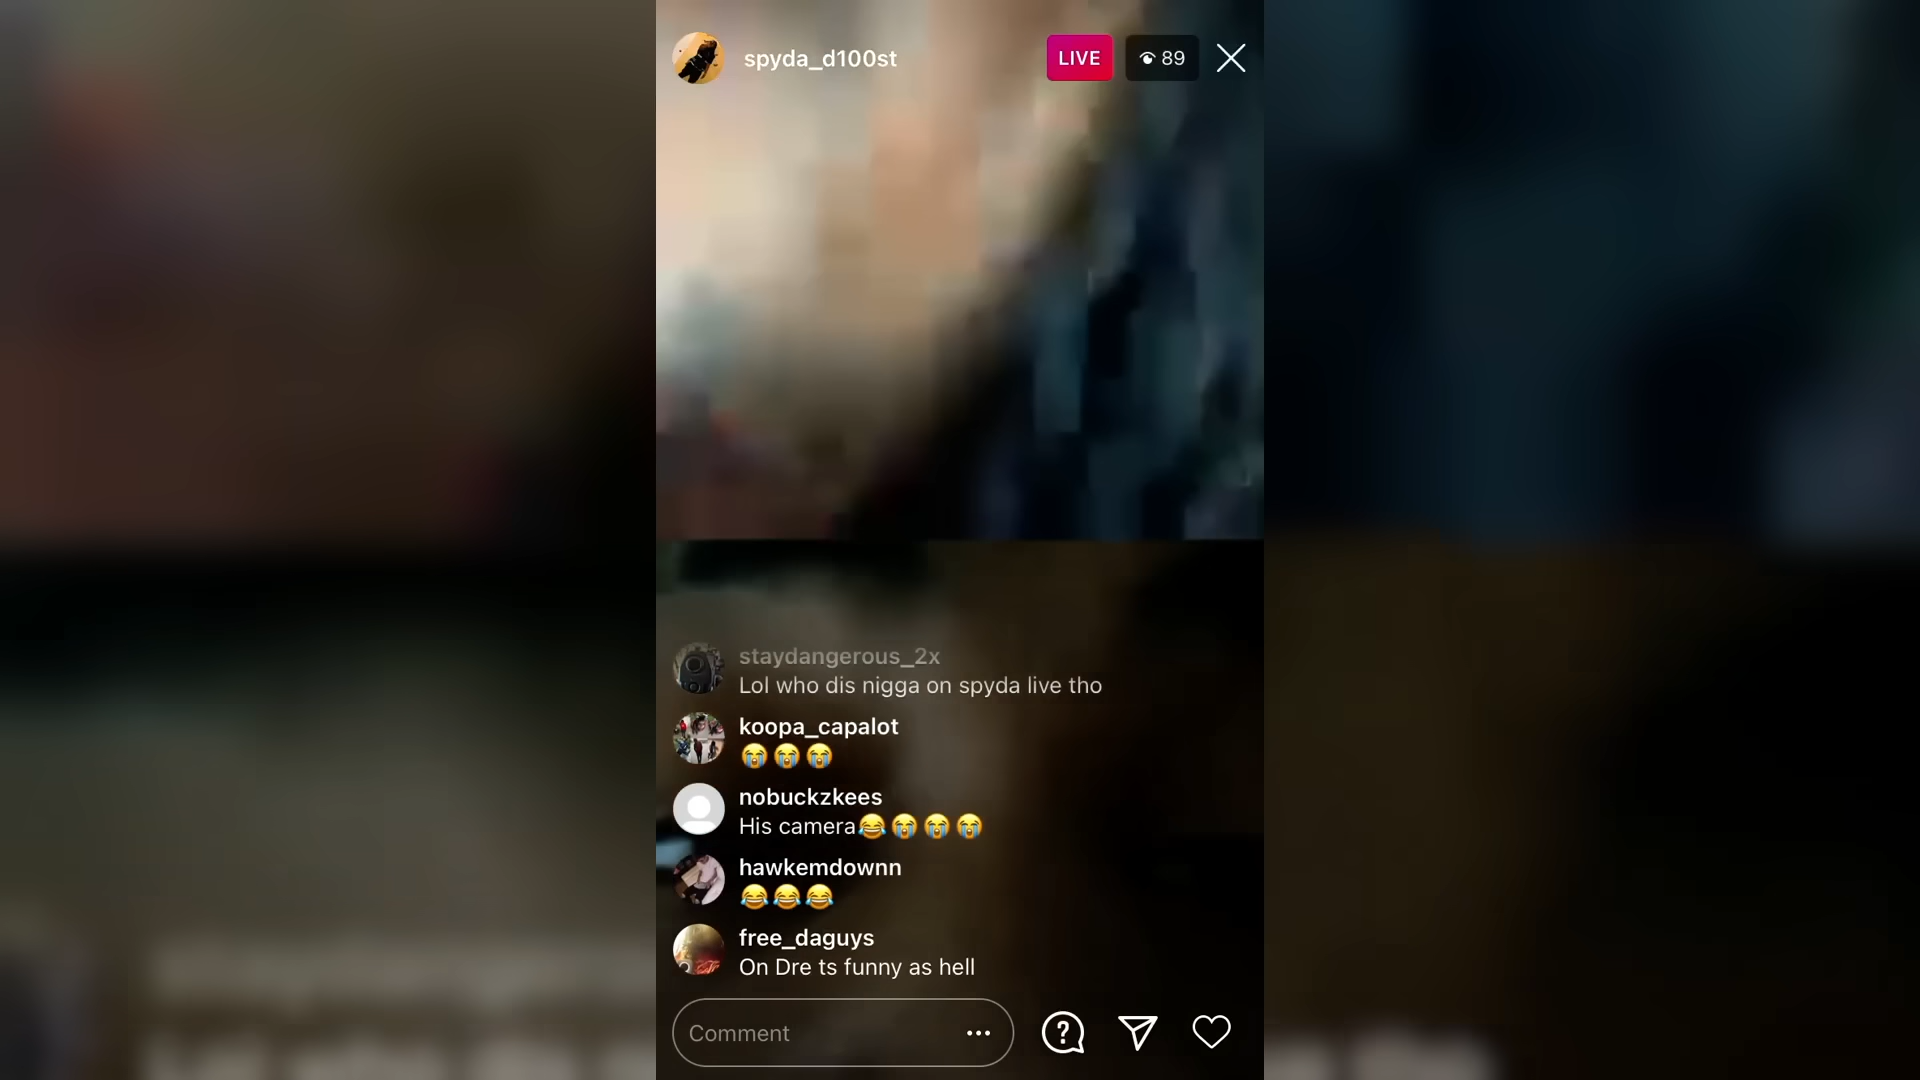 spyda_d100st
LIVE
89
staydangerous_2x
Lol who dis nigga on spyda live tho
koopa_capalot
😭😭😭
nobuckzkees
His camera😂😭😭😭
hawkemdownn
😂😂😂
free_daguys
On Dre ts funny as hell
Comment